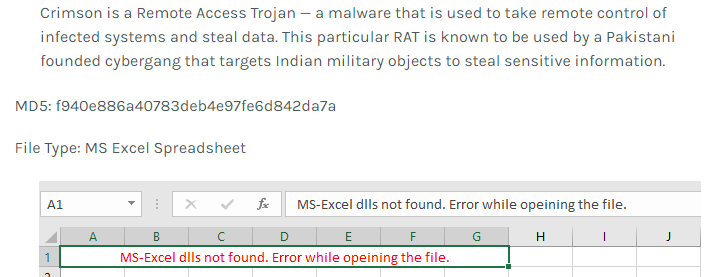 Crimson is a Remote Access Trojan — a malware that is used to take remote control of
infected systems and steal data. This particular RAT is known to be used by a Pakistani
founded cybergang that targets Indian military objects to steal sensitive information.
MD5: f940e886a40783deb4e97fe6d842da7a
File Type: MS Excel Spreadsheet
A1 fx MS-Excel dlls not found. Error while opeining the file.
A B C D E F G H I J
1 MS-Excel dlls not found. Error while opeining the file.